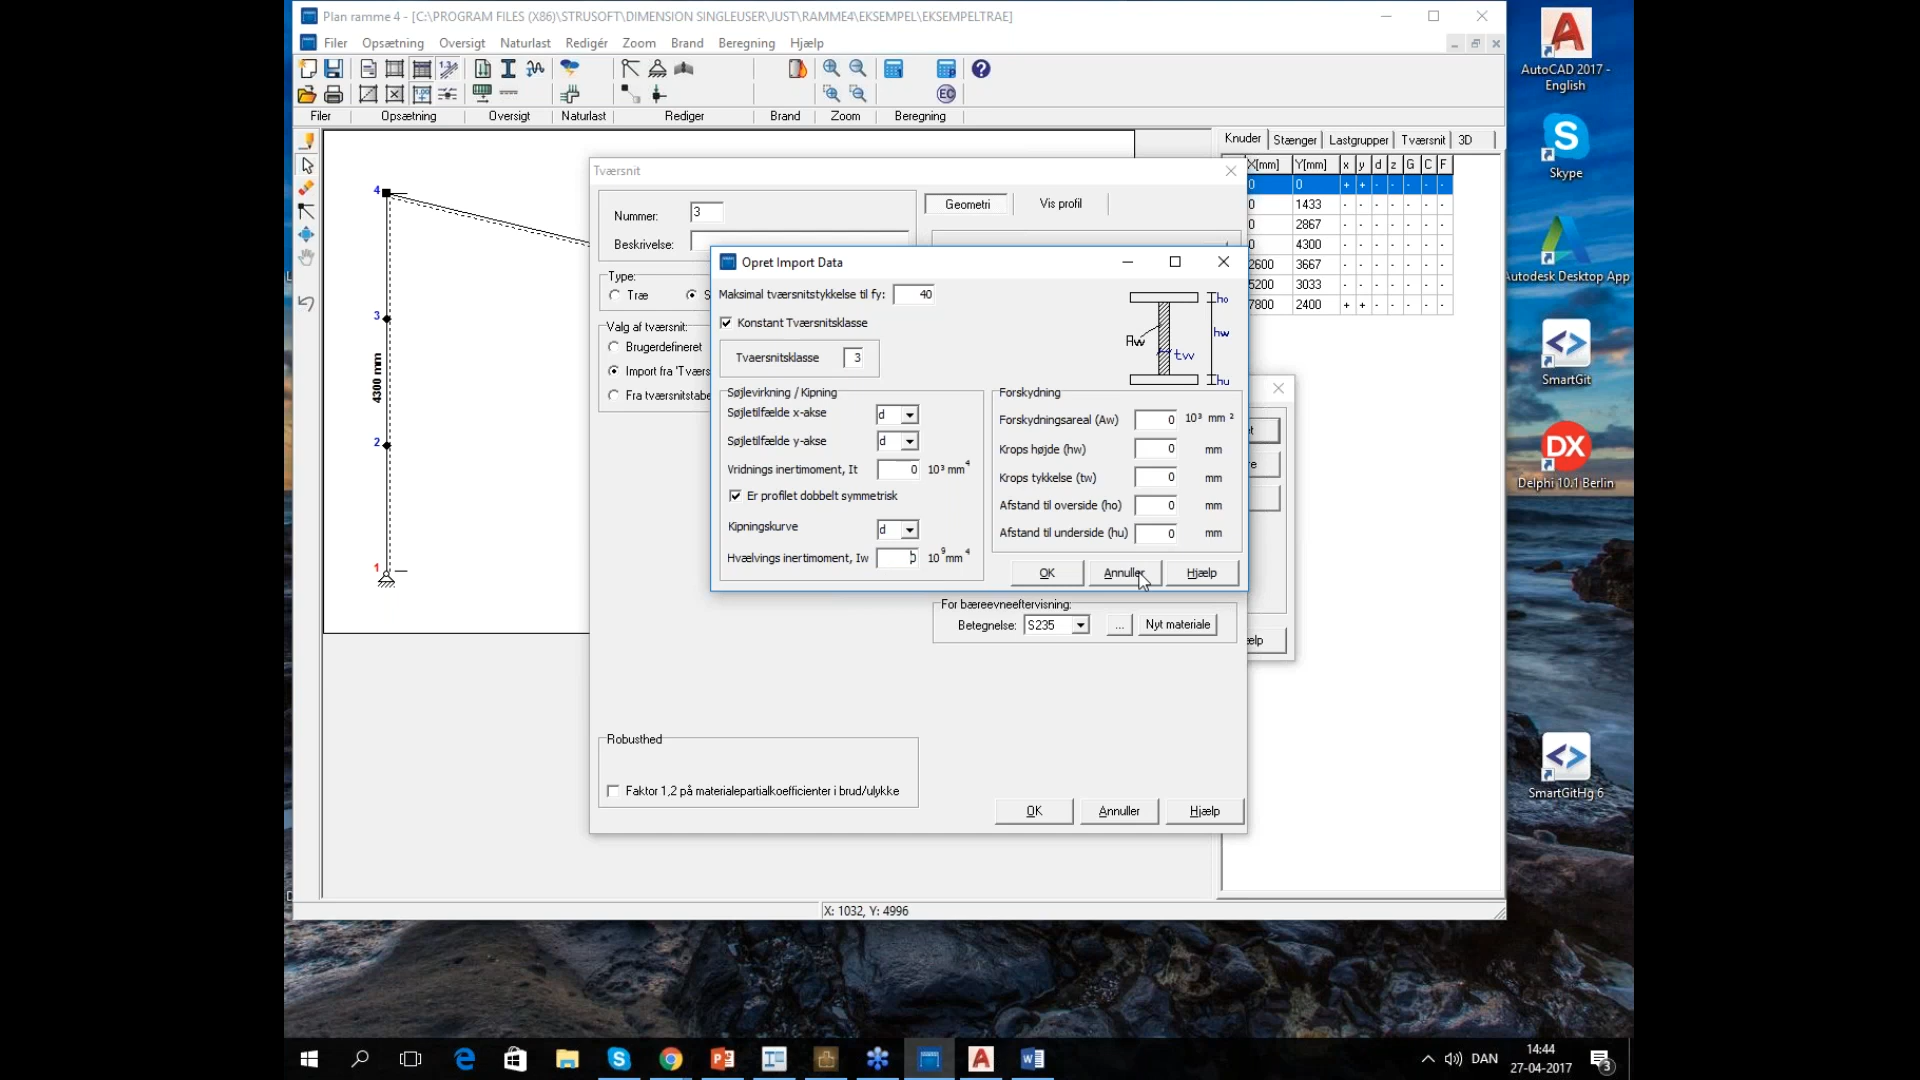 Plan ramme 4 - [C:\PROGRAM FILES (X86)\STRUSOFT\DIMENSION SINGLEUSER\JUST\RAMME4\EKSEMPEL\EKSEMPELTRAE]
Filer Opsætning Oversigt Naturlast Redigér Zoom Brand Beregning Hjælp
Filer Opsætning Oversigt Naturlast Rediger Brand Zoom Beregning
Knuder Stænger Lastgrupper Tværsnit 3D
X[mm] Y[mm] x y d z G C F
0 0 + + - - - - -
0 1433 - - - - - - -
0 2867 - - - - - - -
0 4300 - - - - - - -
2600 3667 - - - - - - -
5200 3033 - - - - - - -
7800 2400 + + - - - - -
4
3
2
1
4300 mm
Tværsnit
Nummer: 3
Beskrivelse:
Geometri Vis profil
Type:
Træ S
Valg af tværsnit:
Brugerdefineret
Import fra 'Tværs
Fra tværsnitstabe
Opret Import Data
Maksimal tværsnitstykkelse til fy: 40
Konstant Tværsnitsklasse
Tvaersnitsklasse 3
Søjlevirkning / Kipning
Søjletilfælde x-akse d
Søjletilfælde y-akse d
Vridnings inertimoment, It 0 10³ mm⁴
Er profilet dobbelt symmetrisk
Kipningskurve d
Hvælvings inertimoment, Iw 0 10⁹ mm⁴
ho
hw
Aw
tw
hu
Forskydning
Forskydningsareal (Aw) 0 10³ mm ²
Krops højde (hw) 0 mm
Krops tykkelse (tw) 0 mm
Afstand til overside (ho) 0 mm
Afstand til underside (hu) 0 mm
OK Annuller Hjælp
For bæreevneeftervisning:
Betegnelse: S235 ... Nyt materiale
Robusthed
Faktor 1,2 på materialepartialkoefficienter i brud/ulykke
OK Annuller Hjælp
et
re
ælp
X: 1032, Y: 4996
AutoCAD 2017 - English
Skype
Autodesk Desktop App
SmartGit
DX
Delphi 10.1 Berlin
SmartGitHg 6
DAN
14:44
27-04-2017
3